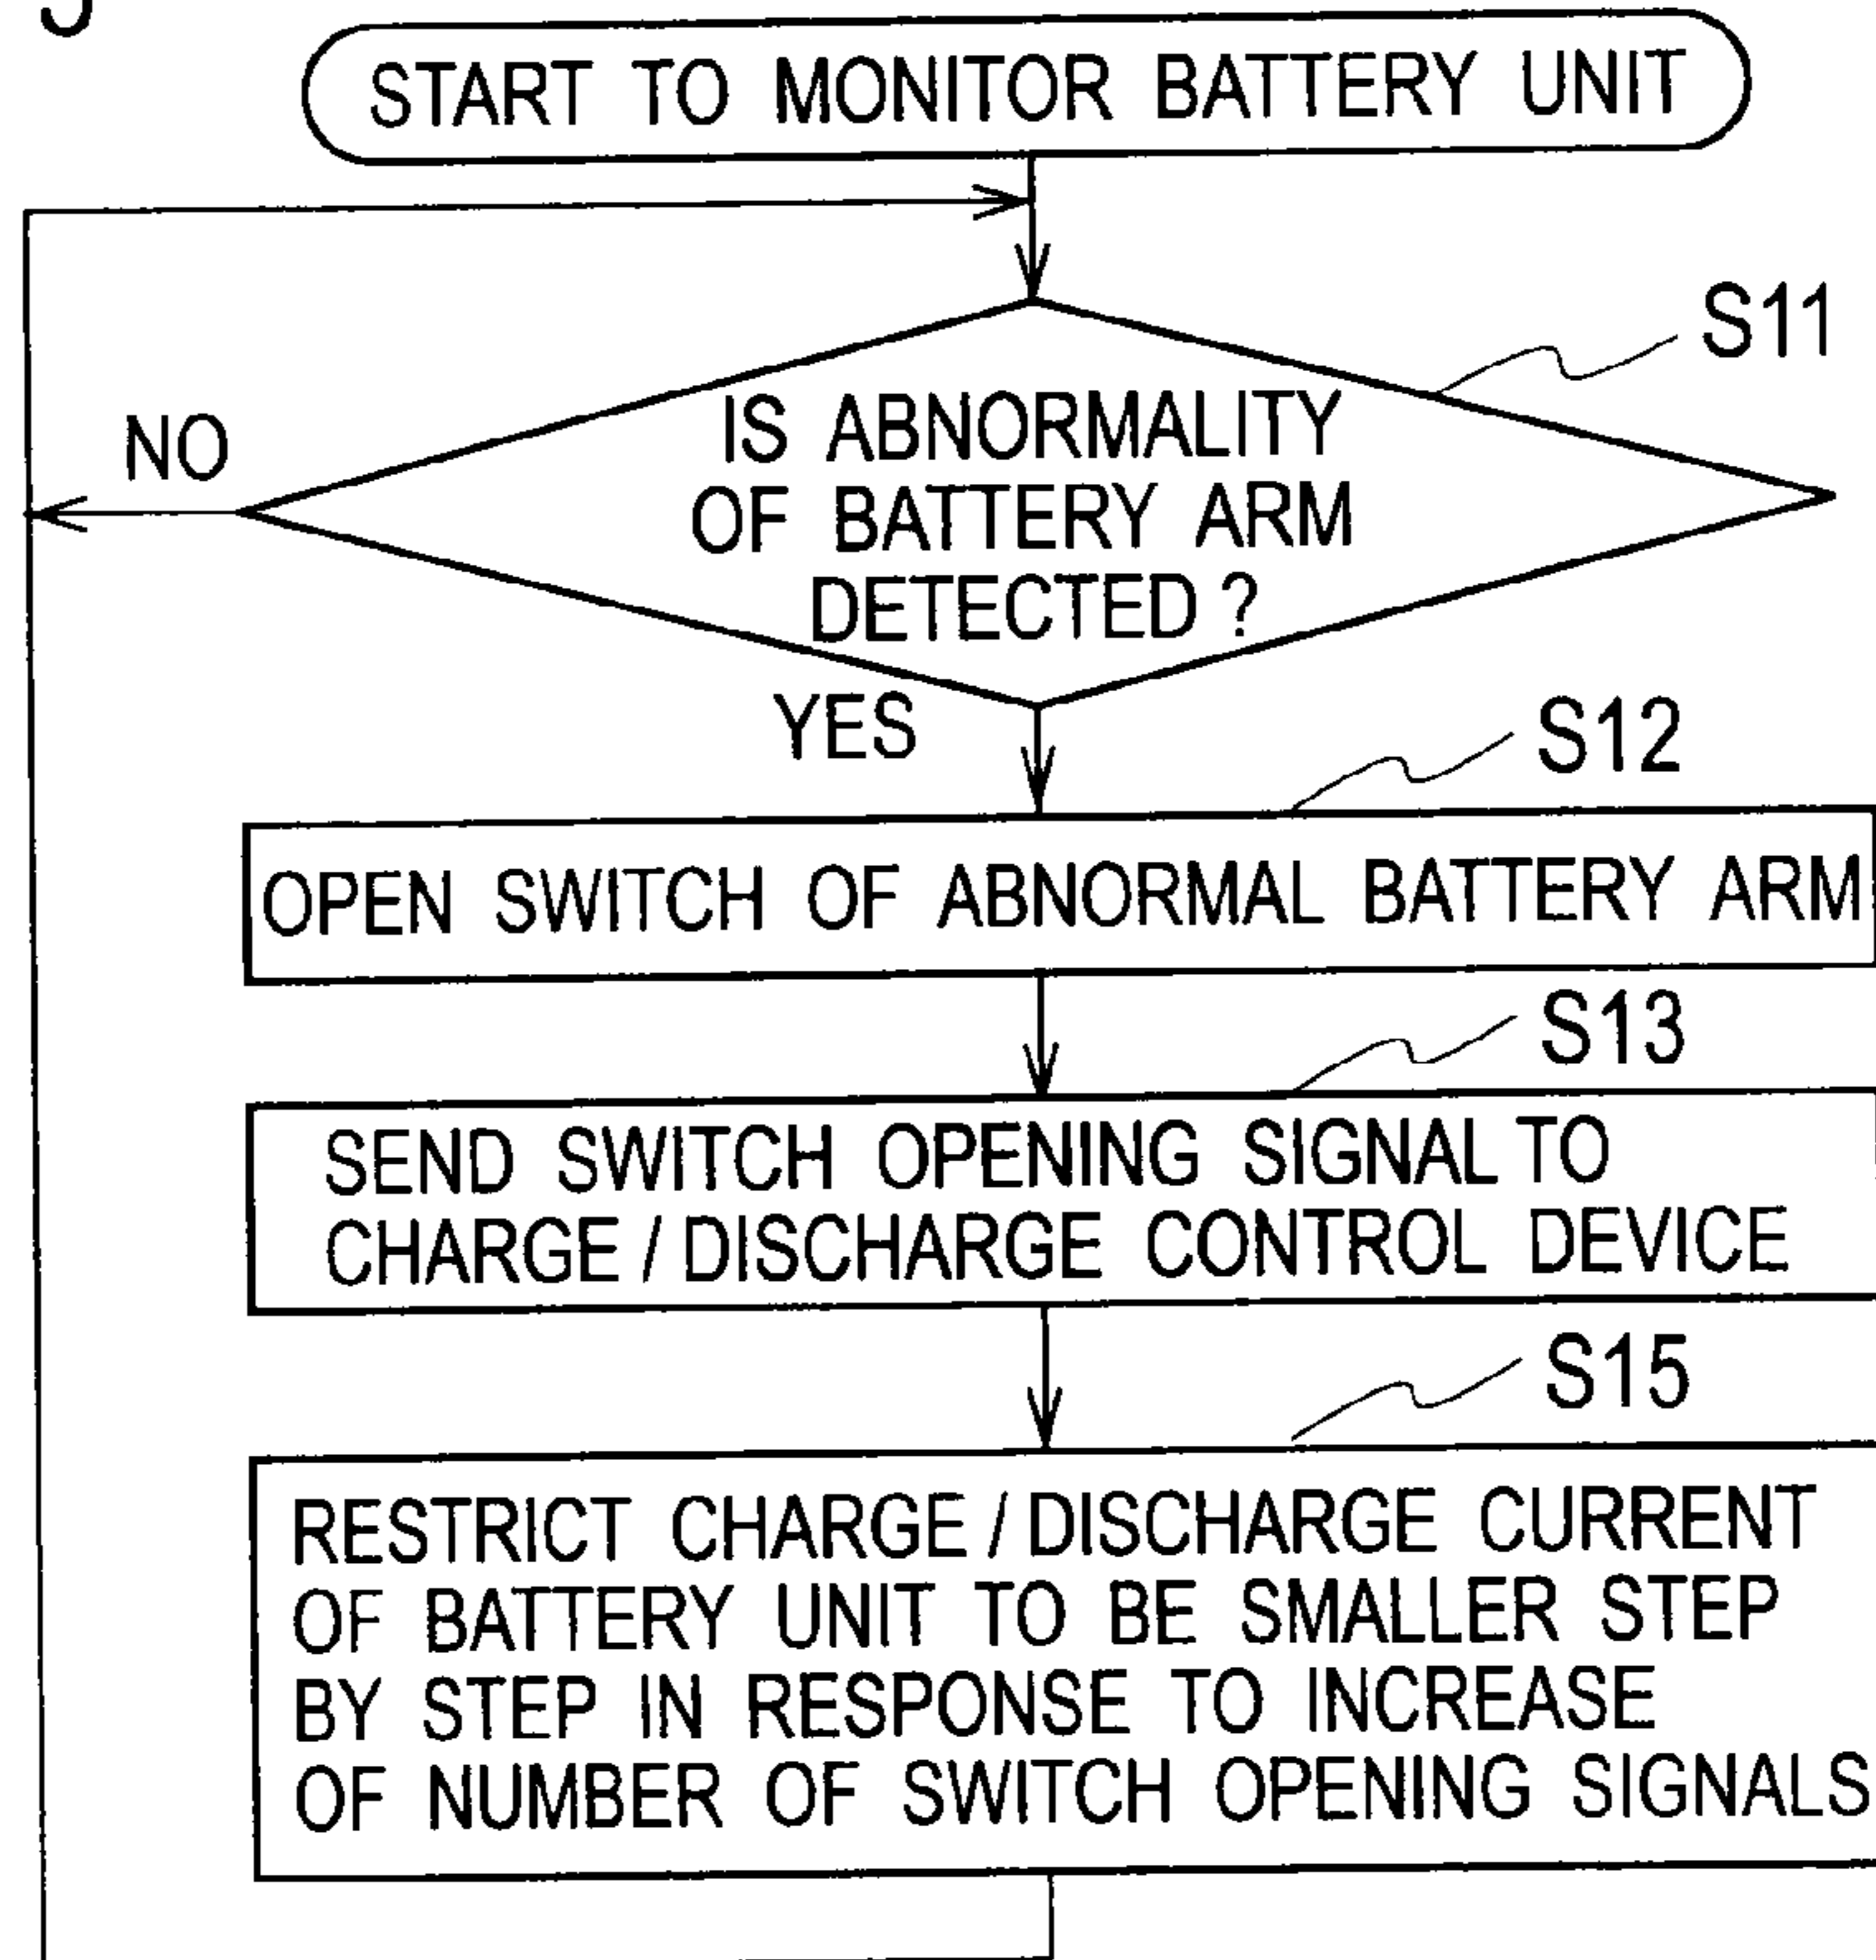 START TO MONITOR BATTERY UNIT
S11
NO
IS ABNORMALITY
OF BATTERY ARM
DETECTED ?
YES
S12
OPEN SWITCH OF ABNORMAL BATTERY ARM
S13
SEND SWITCH OPENING SIGNAL TO
CHARGE / DISCHARGE CONTROL DEVICE
S15
RESTRICT CHARGE / DISCHARGE CURRENT
OF BATTERY UNIT TO BE SMALLER STEP
BY STEP IN RESPONSE TO INCREASE
OF NUMBER OF SWITCH OPENING SIGNALS